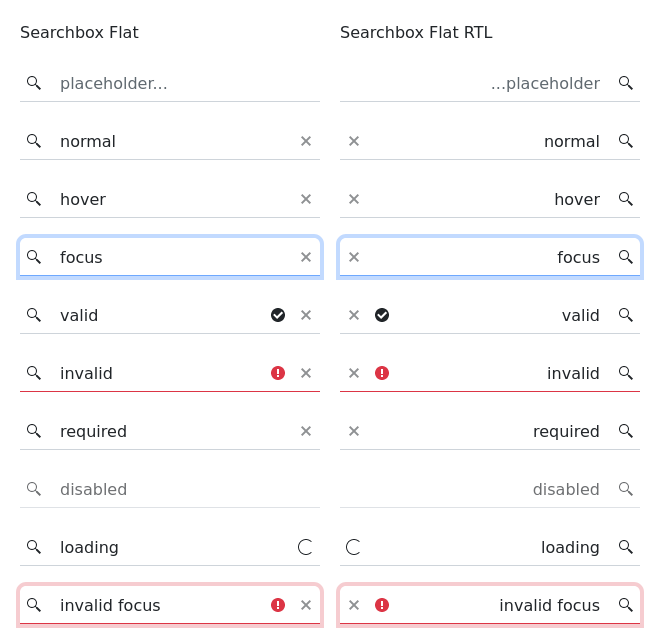 Searchbox Flat
placeholder...
normal
hover
focus
valid
invalid
required
disabled
loading
invalid focus
Searchbox Flat RTL
...placeholder
normal
hover
focus
valid
invalid
required
disabled
loading
invalid focus